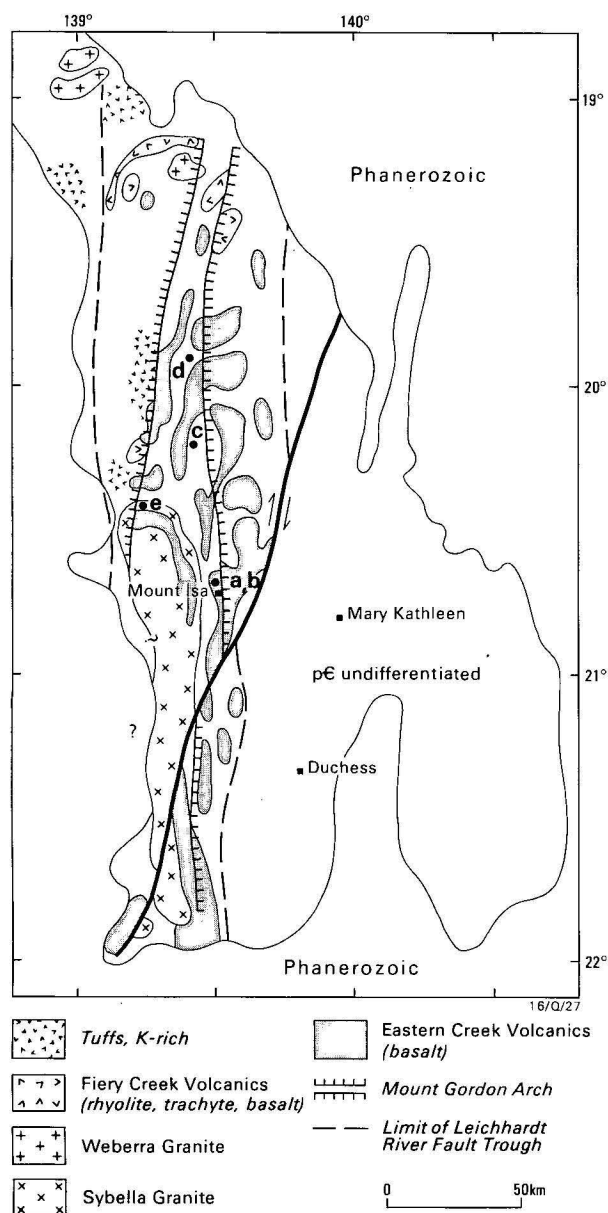 139° 140°
19°
Phanerozoic
20°
d
c
e
a b
Mount Isa
Mary Kathleen
p€ undifferentiated
21°
?
?
Duchess
22°
Phanerozoic
16/Q/27
Tuffs, K-rich
Fiery Creek Volcanics
(rhyolite, trachyte, basalt)
Weberra Granite
Sybella Granite
Eastern Creek Volcanics
(basalt)
Mount Gordon Arch
Limit of Leichhardt
River Fault Trough
0 50km